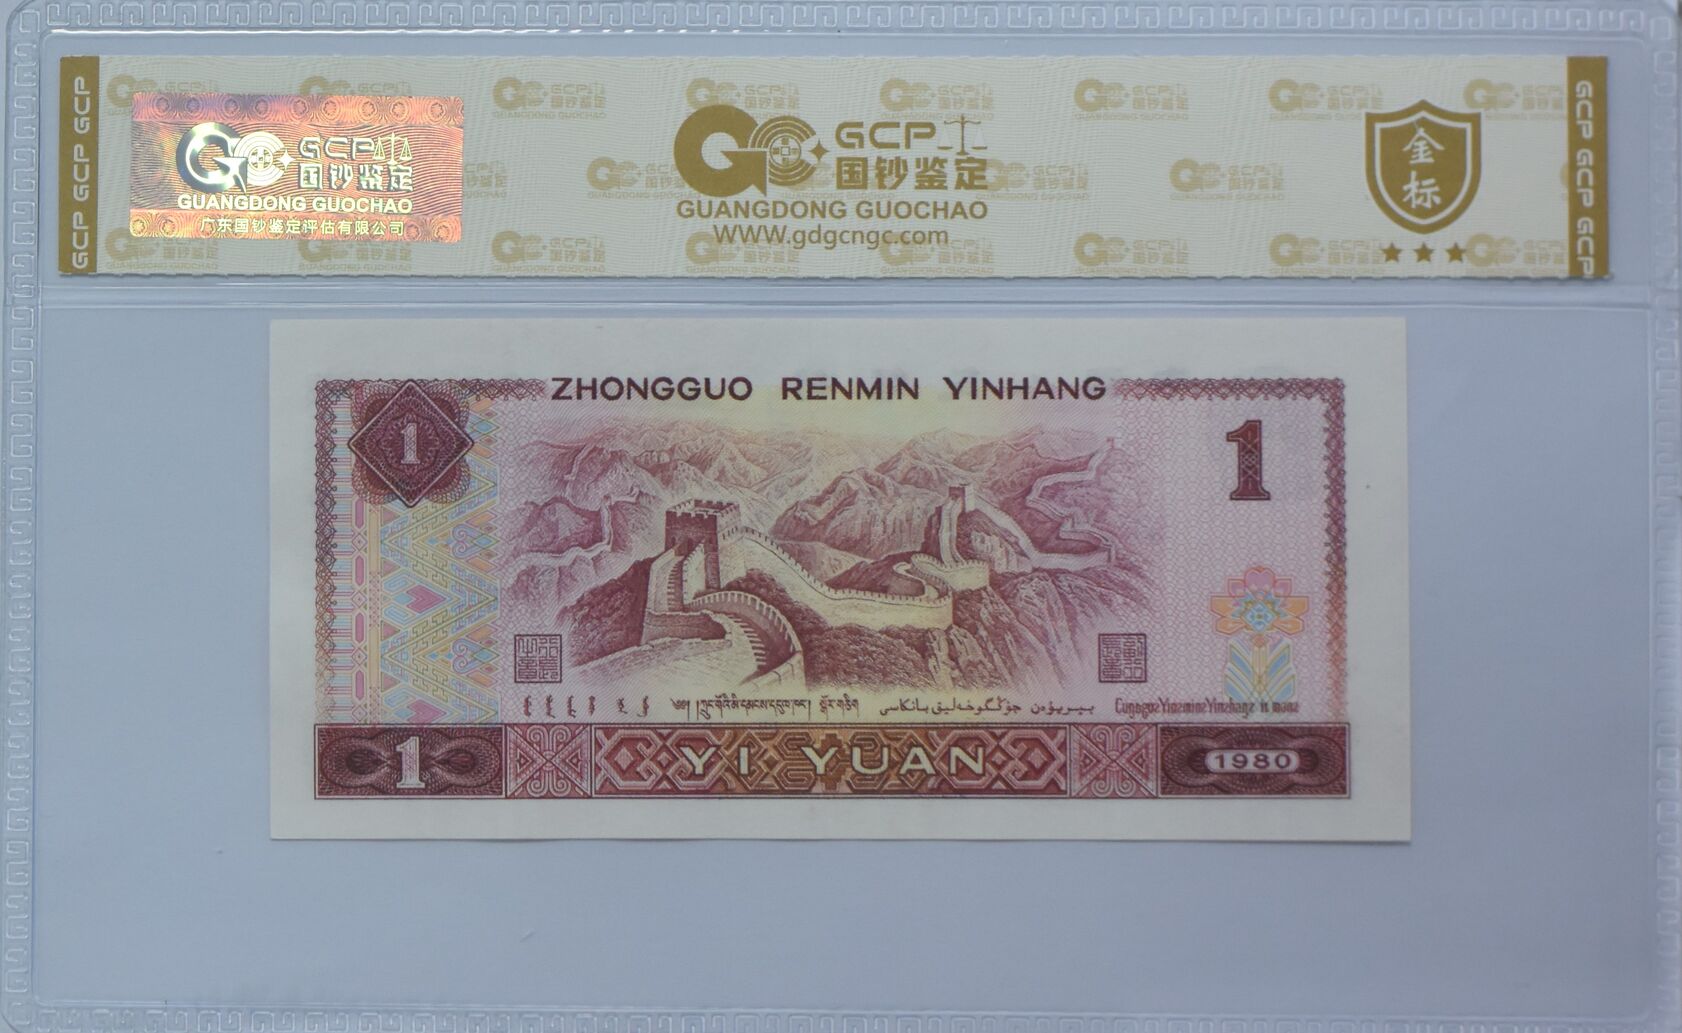 GCP GCP GCP
GCP
国钞鉴定
GUANGDONG GUOCHAO
广东国钞鉴定评估有限公司
GCP
国钞鉴定
GUANGDONG GUOCHAO
www.gdgcngc.com
金标
GCP GCP GCP
ZHONGGUO RENMIN YINHANG
1
1
YI YUAN
1
1980